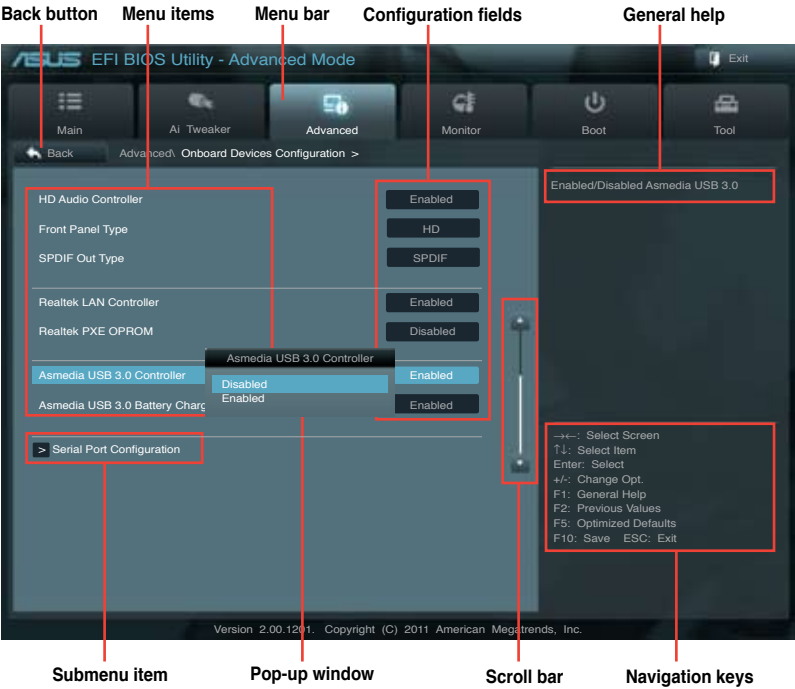 Back button Menu items Menu bar Configuration fields General help
ASUS EFI BIOS Utility - Advanced Mode Exit
Main Ai Tweaker Advanced Monitor Boot Tool
Back Advanced\ Onboard Devices Configuration >
Enabled/Disabled Asmedia USB 3.0
HD Audio Controller Enabled
Front Panel Type HD
SPDIF Out Type SPDIF
Realtek LAN Controller Enabled
Realtek PXE OPROM Disabled
Asmedia USB 3.0 Controller
Asmedia USB 3.0 Controller Enabled
Disabled
Enabled
Asmedia USB 3.0 Battery Charg Enabled
> Serial Port Configuration
→←: Select Screen
↑↓: Select Item
Enter: Select
+/-: Change Opt.
F1: General Help
F2: Previous Values
F5: Optimized Defaults
F10: Save ESC: Exit
Version 2.00.1201. Copyright (C) 2011 American Megatrends, Inc.
Submenu item Pop-up window Scroll bar Navigation keys